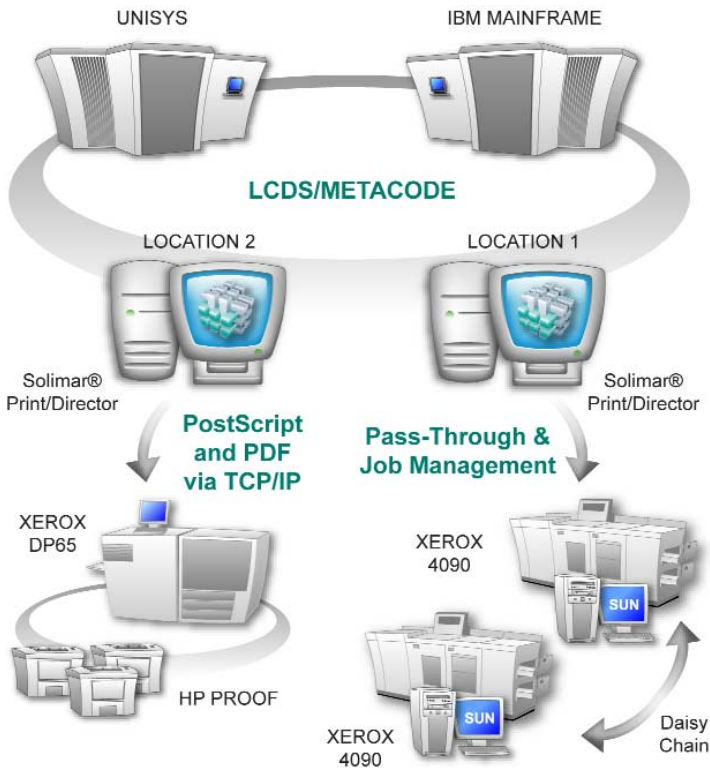 UNISYS
IBM MAINFRAME
LCDS/METACODE
LOCATION 2
LOCATION 1
Solimar®
Print/Director
Solimar®
Print/Director
PostScript
and PDF
via TCP/IP
Pass-Through &
Job Management
XEROX
DP65
XEROX
4090
SUN
HP PROOF
SUN
XEROX
4090
Daisy
Chain